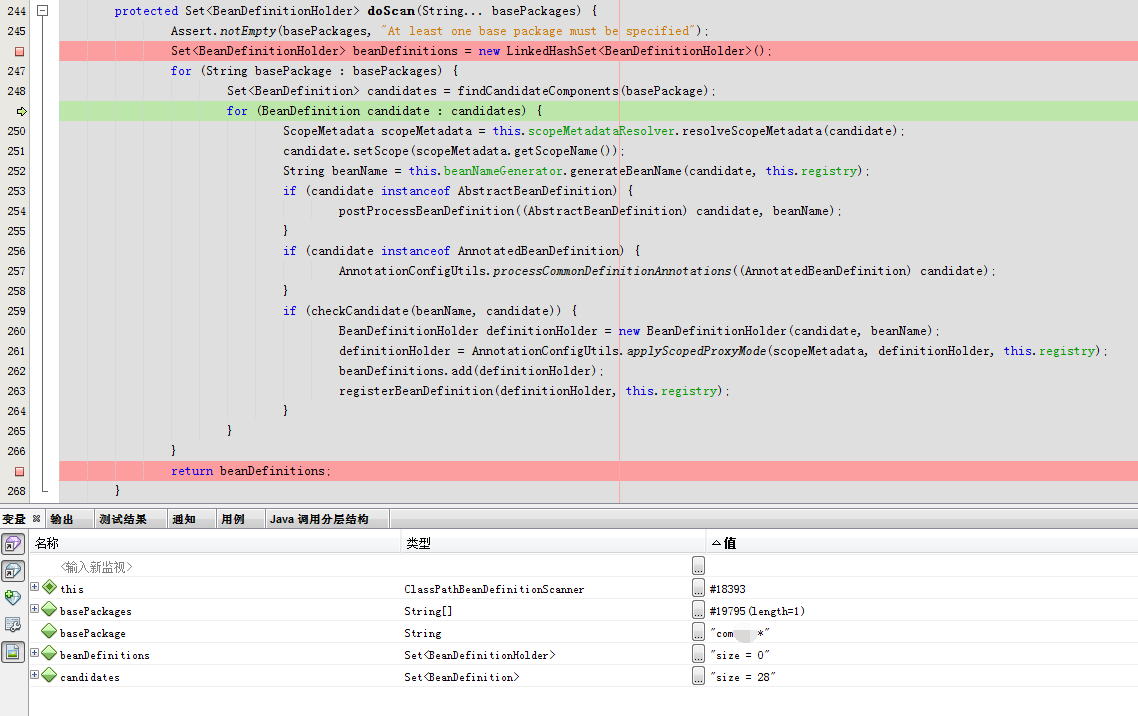 244 protected Set<BeanDefinitionHolder> doScan(String... basePackages) {
245 Assert.notEmpty(basePackages, "At least one base package must be specified");
Set<BeanDefinitionHolder> beanDefinitions = new LinkedHashSet<BeanDefinitionHolder>();
247 for (String basePackage : basePackages) {
248 Set<BeanDefinition> candidates = findCandidateComponents(basePackage);
for (BeanDefinition candidate : candidates) {
250 ScopeMetadata scopeMetadata = this.scopeMetadataResolver.resolveScopeMetadata(candidate);
251 candidate.setScope(scopeMetadata.getScopeName());
252 String beanName = this.beanNameGenerator.generateBeanName(candidate, this.registry);
253 if (candidate instanceof AbstractBeanDefinition) {
254 postProcessBeanDefinition((AbstractBeanDefinition) candidate, beanName);
255 }
256 if (candidate instanceof AnnotatedBeanDefinition) {
257 AnnotationConfigUtils.processCommonDefinitionAnnotations((AnnotatedBeanDefinition) candidate);
258 }
259 if (checkCandidate(beanName, candidate)) {
260 BeanDefinitionHolder definitionHolder = new BeanDefinitionHolder(candidate, beanName);
261 definitionHolder = AnnotationConfigUtils.applyScopedProxyMode(scopeMetadata, definitionHolder, this.registry);
262 beanDefinitions.add(definitionHolder);
263 registerBeanDefinition(definitionHolder, this.registry);
264 }
265 }
266 }
return beanDefinitions;
268 }
变量 输出 测试结果 通知 用例 Java 调用分层结构
名称 类型 值
<输入新监视> ...
this ClassPathBeanDefinitionScanner ... #18393
basePackages String[] ... #19795(length=1)
basePackage String ... "com *"
beanDefinitions Set<BeanDefinitionHolder> ... "size = 0"
candidates Set<BeanDefinition> ... "size = 28"